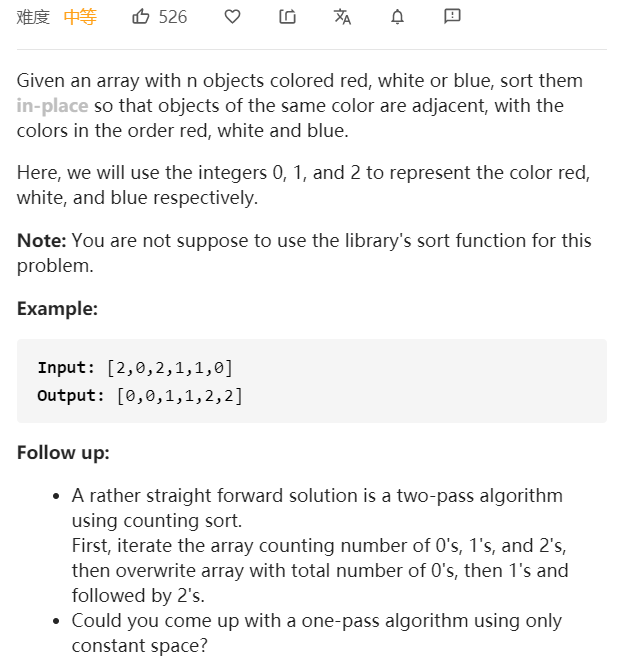 难度 中等 526
Given an array with n objects colored red, white or blue, sort them
in-place so that objects of the same color are adjacent, with the
colors in the order red, white and blue.
Here, we will use the integers 0, 1, and 2 to represent the color red,
white, and blue respectively.
Note: You are not suppose to use the library's sort function for this
problem.
Example:
Input: [2,0,2,1,1,0]
Output: [0,0,1,1,2,2]
Follow up:
• A rather straight forward solution is a two-pass algorithm
using counting sort.
First, iterate the array counting number of 0's, 1's, and 2's,
then overwrite array with total number of 0's, then 1's and
followed by 2's.
• Could you come up with a one-pass algorithm using only
constant space?